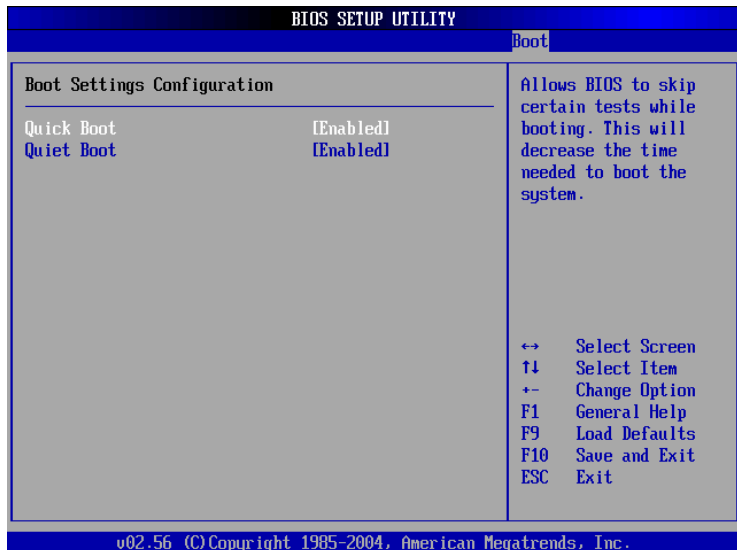 BIOS SETUP UTILITY
Boot
Boot Settings Configuration
Quick Boot [Enabled]
Quiet Boot [Enabled]
Allows BIOS to skip
certain tests while
booting. This will
decrease the time
needed to boot the
system.
←→ Select Screen
↑↓ Select Item
+- Change Option
F1 General Help
F9 Load Defaults
F10 Save and Exit
ESC Exit
v02.56 (C)Copyright 1985-2004, American Megatrends, Inc.